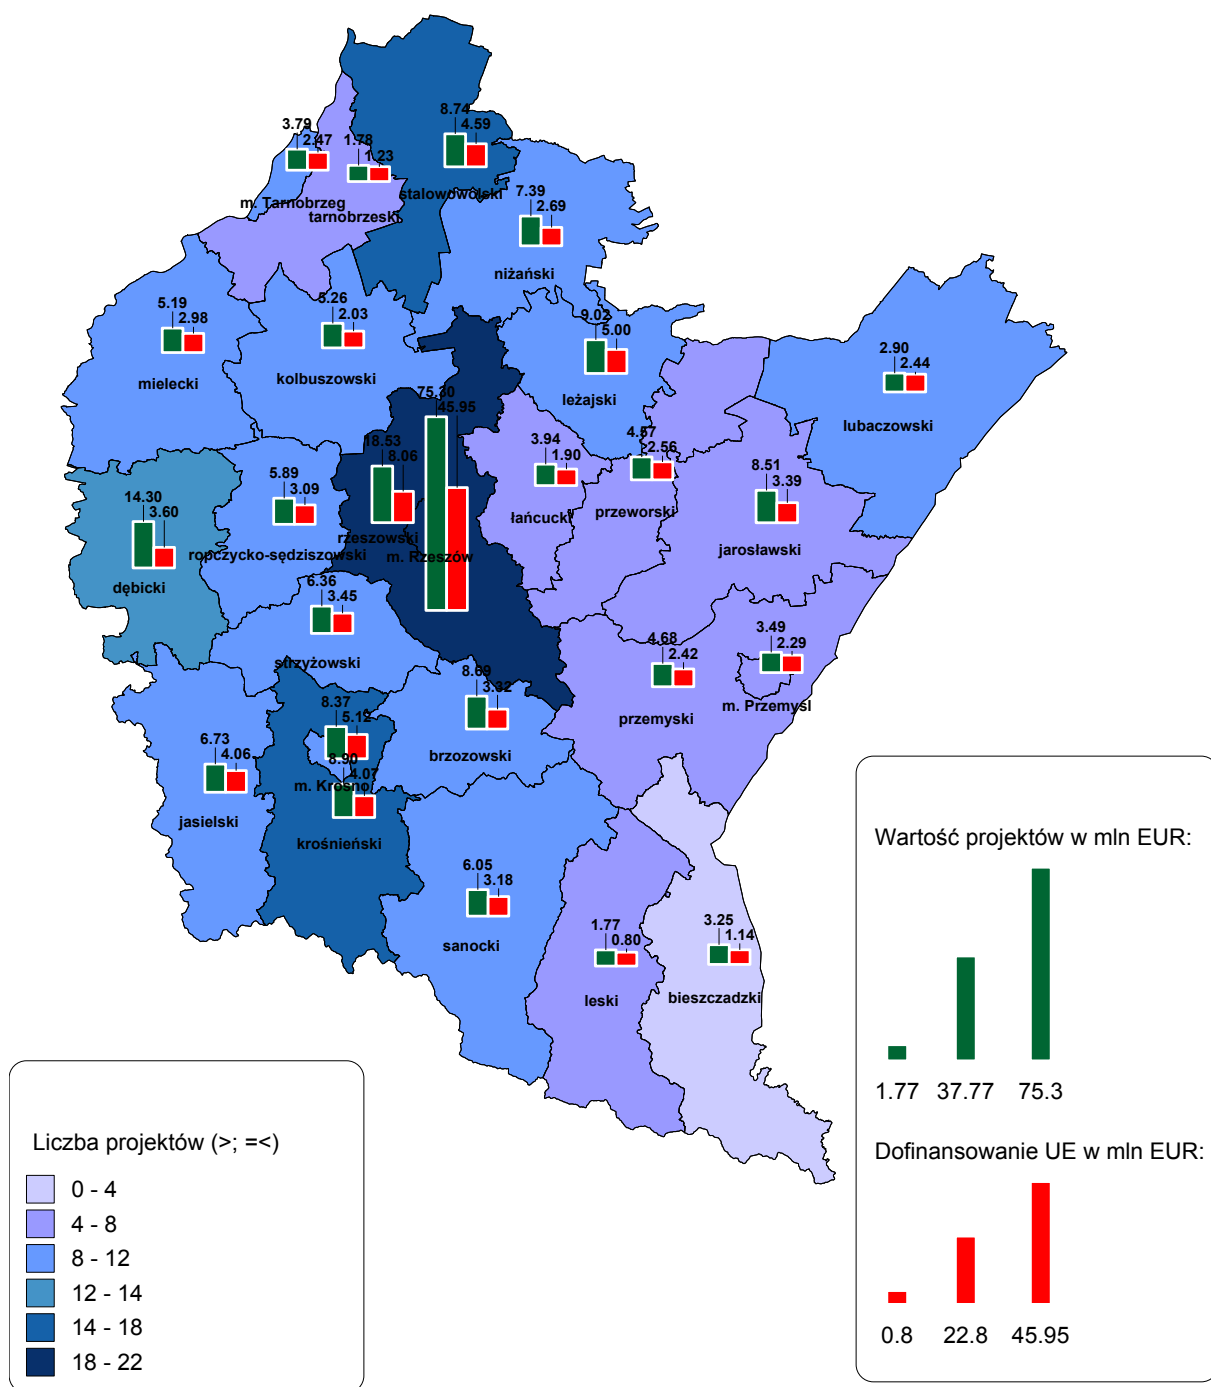 8.74
4.59
3.79
2.47
1.78
1.23
stalowowolski
m. Tarnobrzeg
tarnobrzeski
7.39
2.69
niżański
5.19
2.98
mielecki
5.26
2.03
kolbuszowski
9.02
5.00
leżajski
2.90
2.44
lubaczowski
75.30
45.95
18.53
8.06
rzeszowski
m. Rzeszów
3.94
1.90
łańcucki
4.57
2.56
przeworski
8.51
3.39
jarosławski
14.30
3.60
dębicki
5.89
3.09
ropczycko-sędziszowski
6.36
3.45
strzyżowski
4.68
2.42
przemyski
3.49
2.29
m. Przemyśl
8.69
3.32
brzozowski
8.37
5.12
m. Krosno
8.90
4.07
krośnieński
6.73
4.06
jasielski
6.05
3.18
sanocki
1.77
0.80
leski
3.25
1.14
bieszczadzki
Wartość projektów w mln EUR:
1.77 37.77 75.3
Dofinansowanie UE w mln EUR:
0.8 22.8 45.95
Liczba projektów (>; =<)
0 - 4
4 - 8
8 - 12
12 - 14
14 - 18
18 - 22